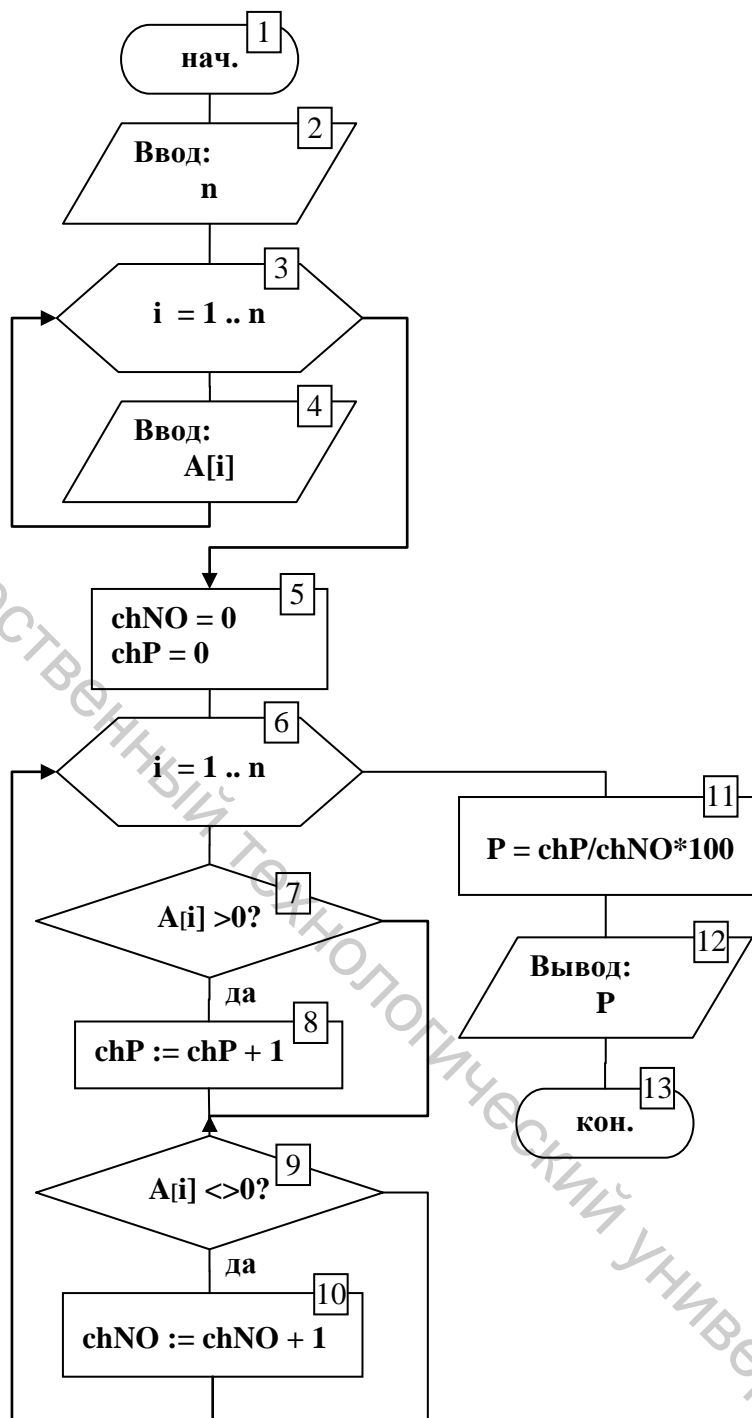 1
нач.
2
Ввод:
n
3
i = 1 .. n
4
Ввод:
A[i]
5
chNO = 0
chP = 0
6
i = 1 .. n
7
A[i] >0?
да
8
chP := chP + 1
9
A[i] <>0?
да
10
chNO := chNO + 1
11
P = chP/chNO*100
12
Вывод:
P
13
кон.
технологический